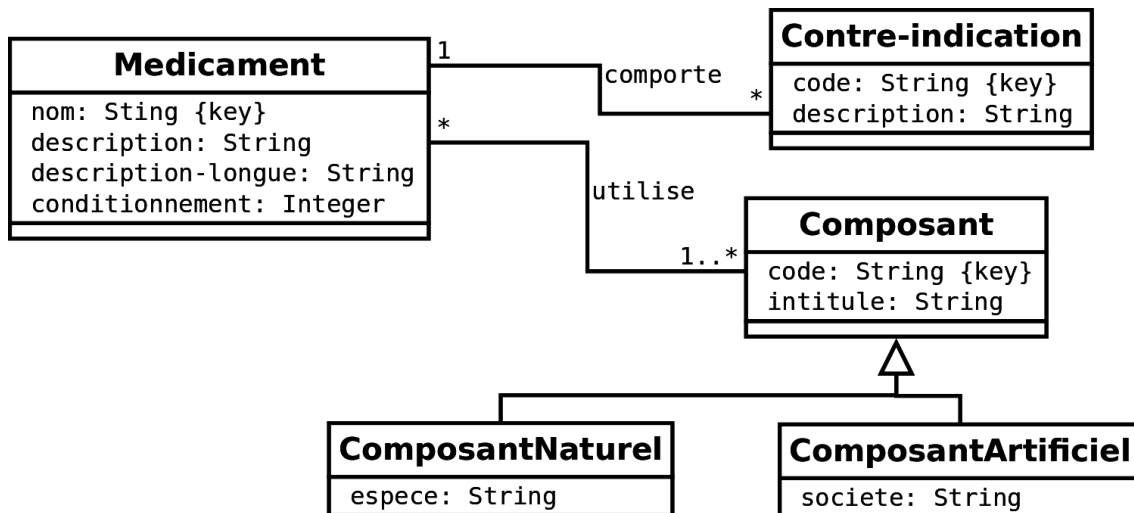 Medicament
nom: Sting {key}
description: String
description-longue: String
conditionnement: Integer
1
*
comporte
*
Contre-indication
code: String {key}
description: String
utilise
1..*
Composant
code: String {key}
intitule: String
ComposantNaturel
espece: String
ComposantArtificiel
societe: String